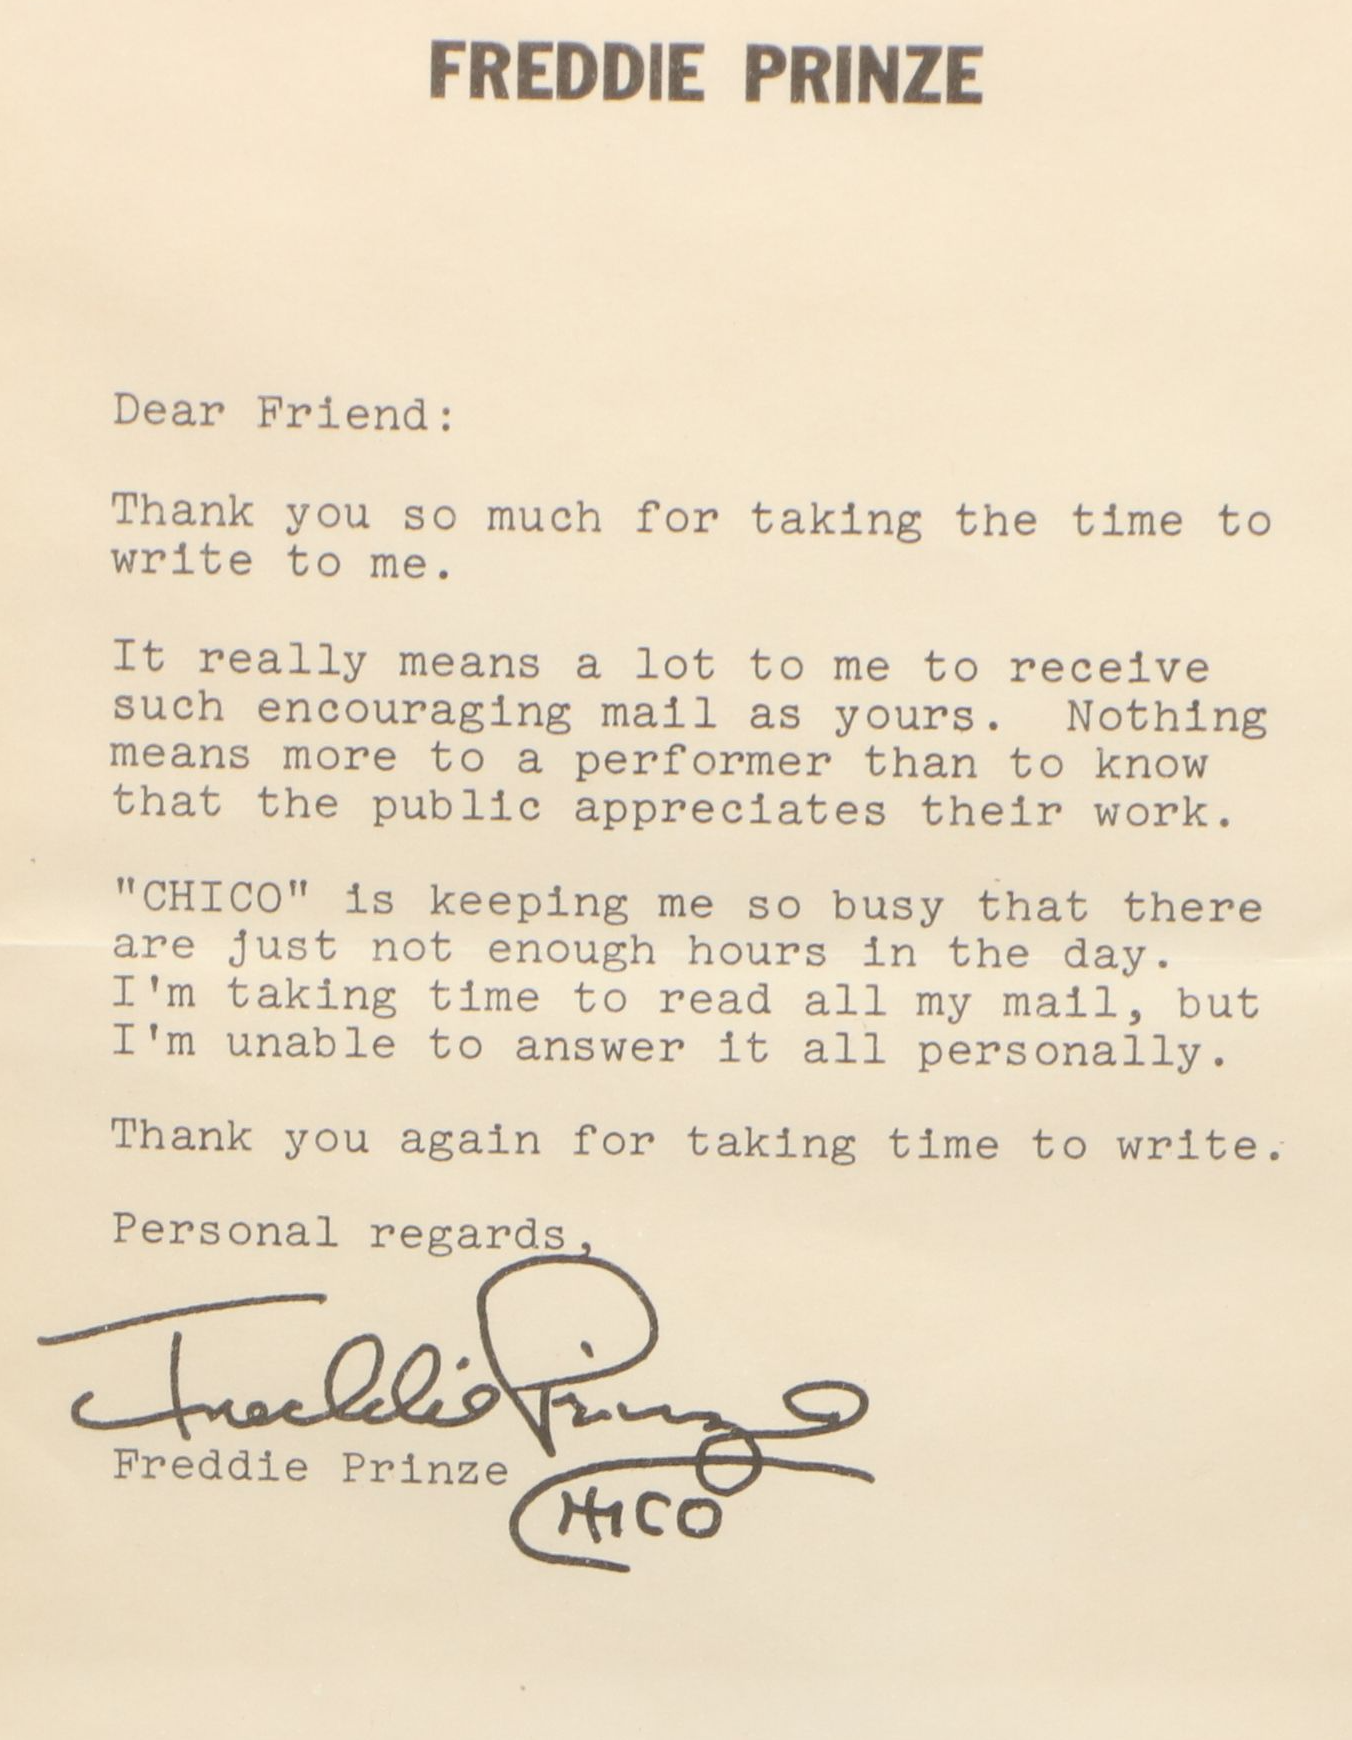 FREDDIE PRINZE
Dear Friend:
Thank you so much for taking the time to
write to me.
It really means a lot to me to receive
such encouraging mail as yours.  Nothing
means more to a performer than to know
that the public appreciates their work.
"CHICO" is keeping me so busy that there
are just not enough hours in the day.
I'm taking time to read all my mail, but
I'm unable to answer it all personally.
Thank you again for taking time to write.
Personal regards,
Freddie Prinze
Freddie Prinze
CHICO